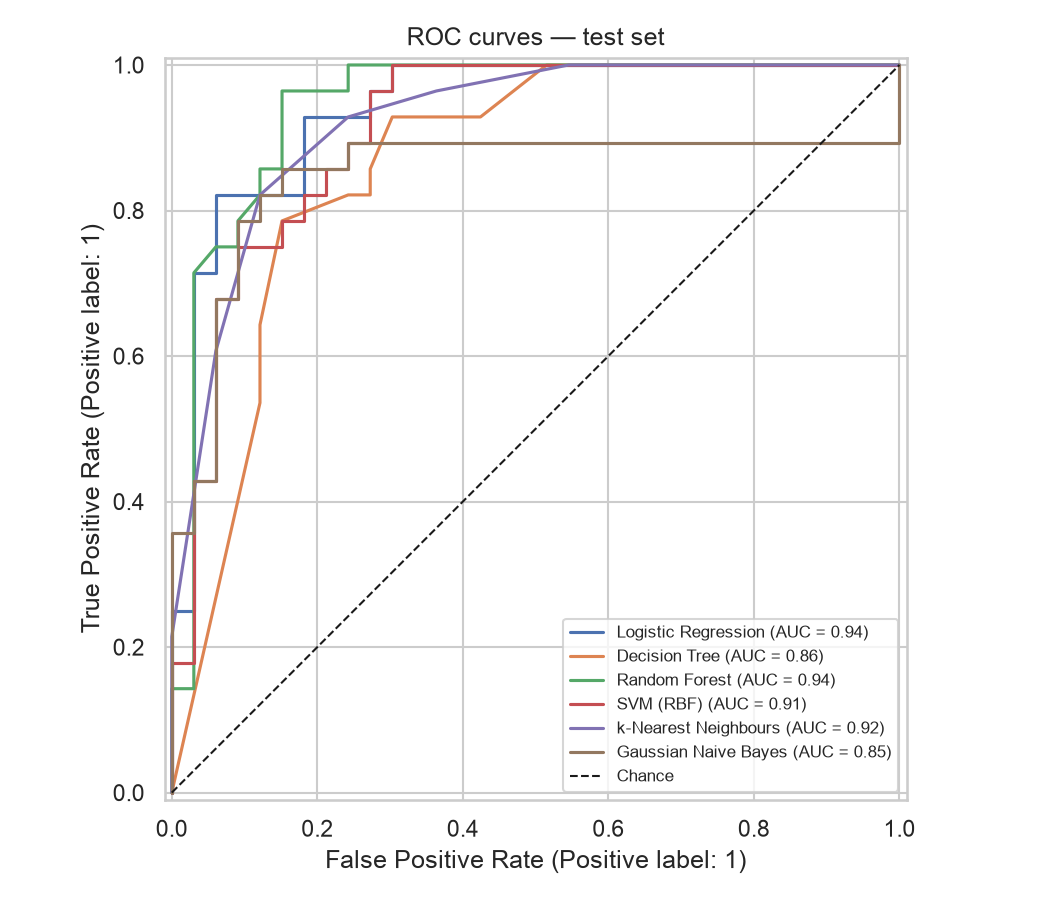 ROC curves — test set
True Positive Rate (Positive label: 1)
1.0
0.8
0.6
0.4
0.2
0.0
Logistic Regression (AUC = 0.94)
Decision Tree (AUC = 0.86)
Random Forest (AUC = 0.94)
SVM (RBF) (AUC = 0.91)
k-Nearest Neighbours (AUC = 0.92)
Gaussian Naive Bayes (AUC = 0.85)
Chance
0.0 0.2 0.4 0.6 0.8 1.0
False Positive Rate (Positive label: 1)